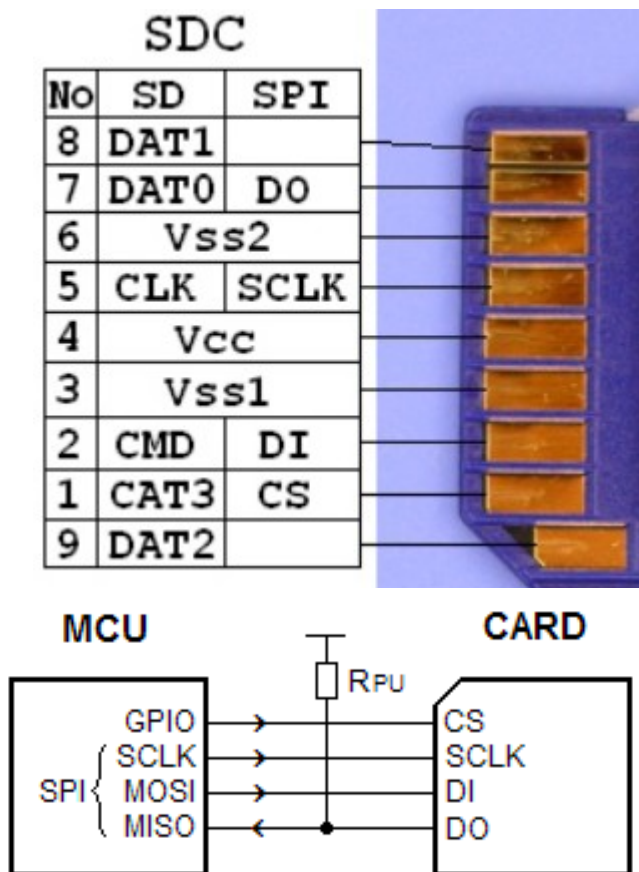 SDC
No SD SPI
8 DAT1
7 DAT0 DO
6 Vss2
5 CLK SCLK
4 Vcc
3 Vss1
2 CMD DI
1 CAT3 CS
9 DAT2
MCU CARD
RPU
GPIO CS
SCLK SCLK
SPI MOSI DI
MISO DO